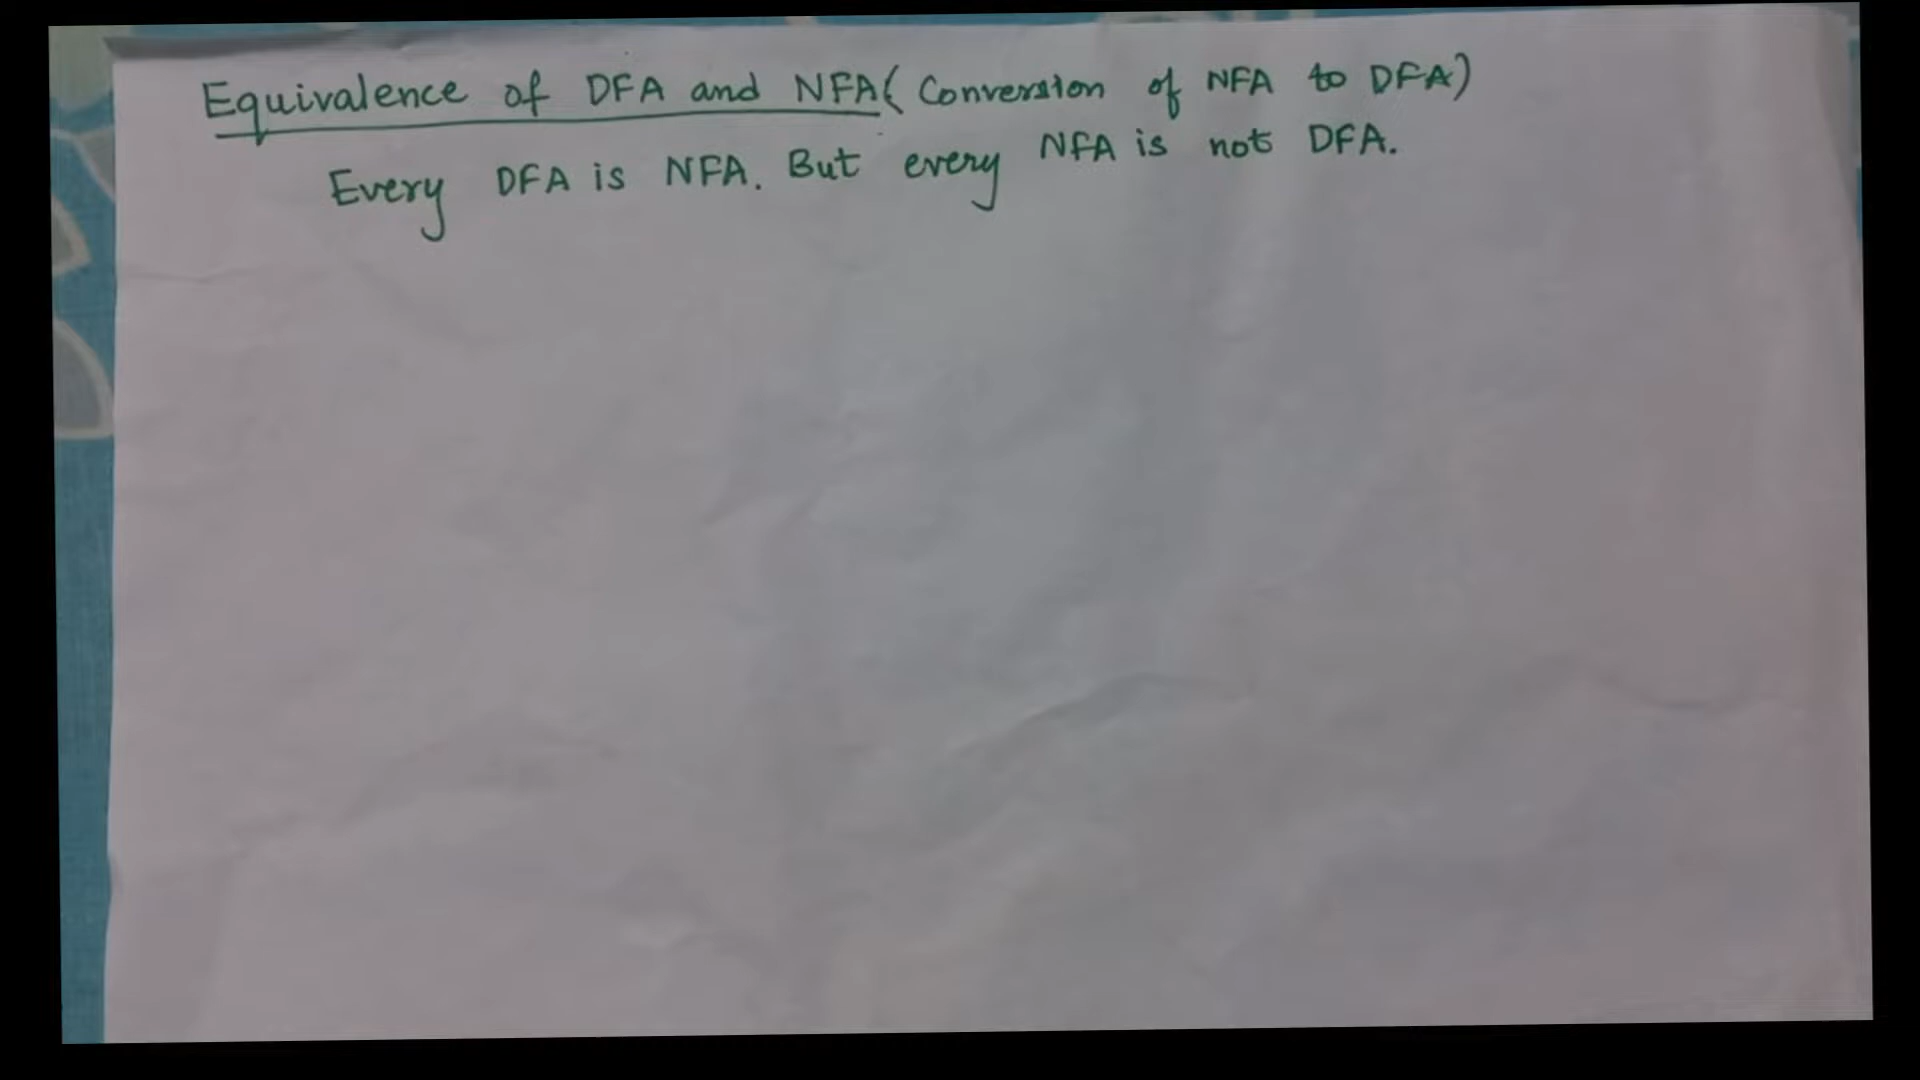 Equivalence of DFA and NFA( Conversion of NFA to DFA)
Every DFA is NFA. But every NFA is not DFA.